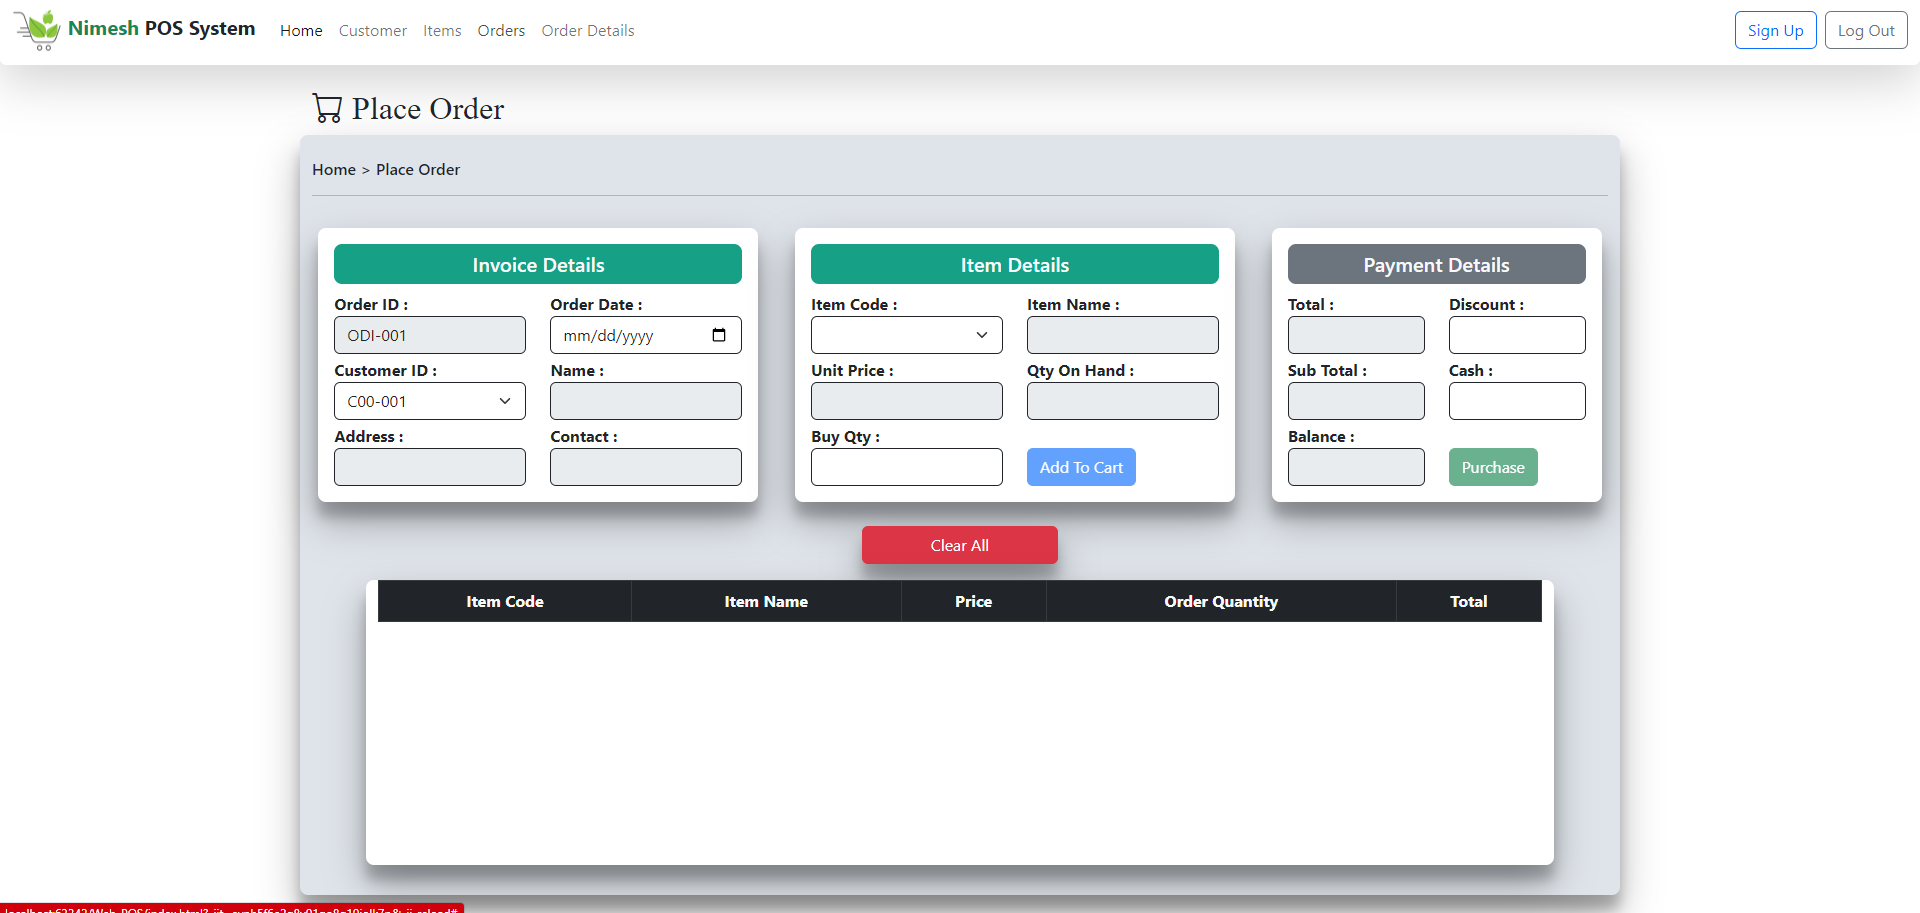 Nimesh POS System Home Customer Items Orders Order Details Sign Up Log Out
Place Order
Home > Place Order
Invoice Details
Order ID : Order Date :
ODI-001 mm/dd/yyyy
Customer ID : Name :
C00-001
Address : Contact :
Item Details
Item Code : Item Name :
Unit Price : Qty On Hand :
Buy Qty :
Add To Cart
Payment Details
Total : Discount :
Sub Total : Cash :
Balance :
Purchase
Clear All
Item Code Item Name Price Order Quantity Total